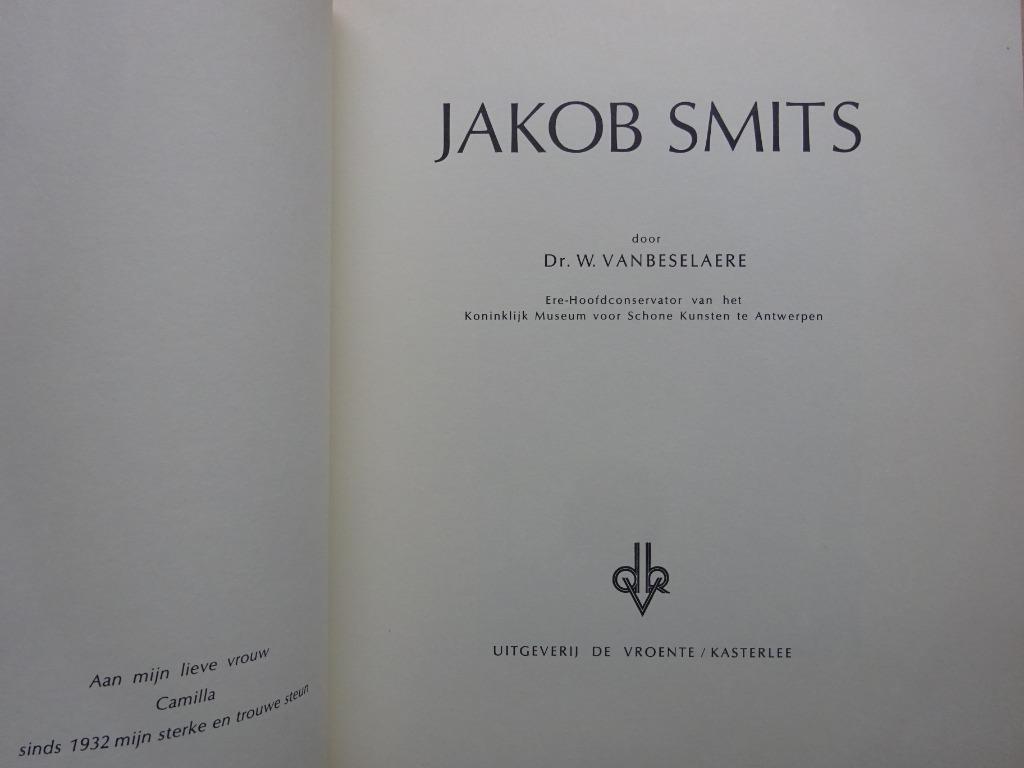 Aan mijn lieve vrouw
Camilla
sinds 1932 mijn sterke en trouwe steun
JAKOB SMITS
door
Dr. W. VANBESELAERE
Ere-Hoofdconservator van het
Koninklijk Museum voor Schone Kunsten te Antwerpen
UITGEVERIJ DE VROENTE / KASTERLEE